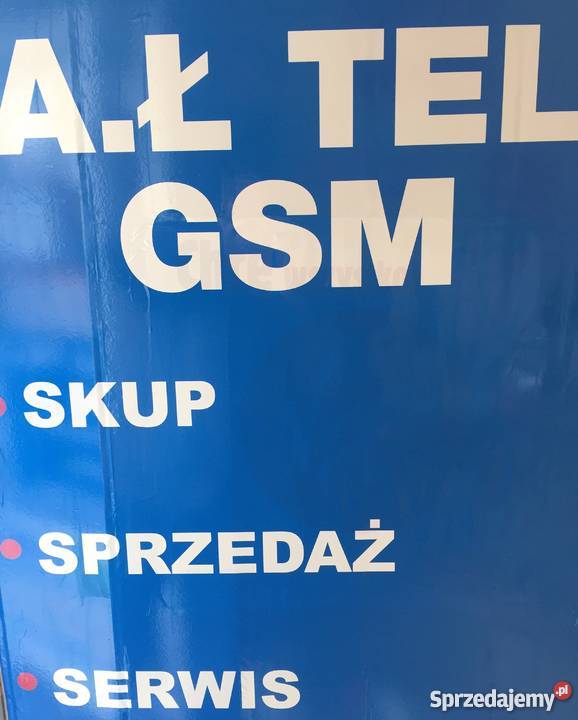 A.Ł TEL
GSM
SKUP
SPRZEDAŻ
SERWIS
Sprzedajemy.pl